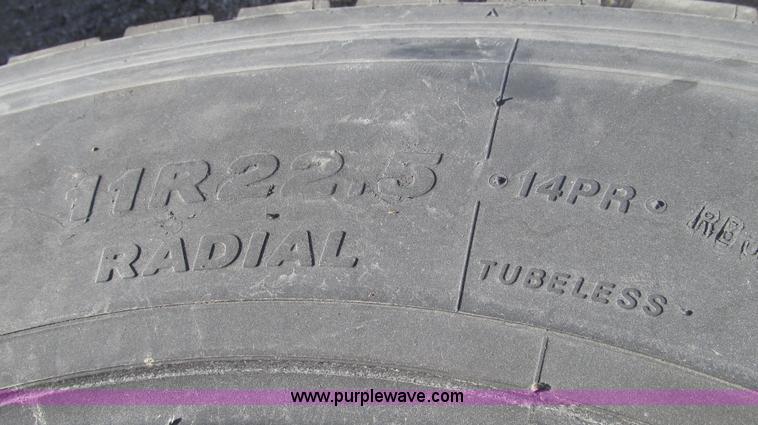 11R22.5
RADIAL
•14PR•
TUBELESS
www.purplewave.com